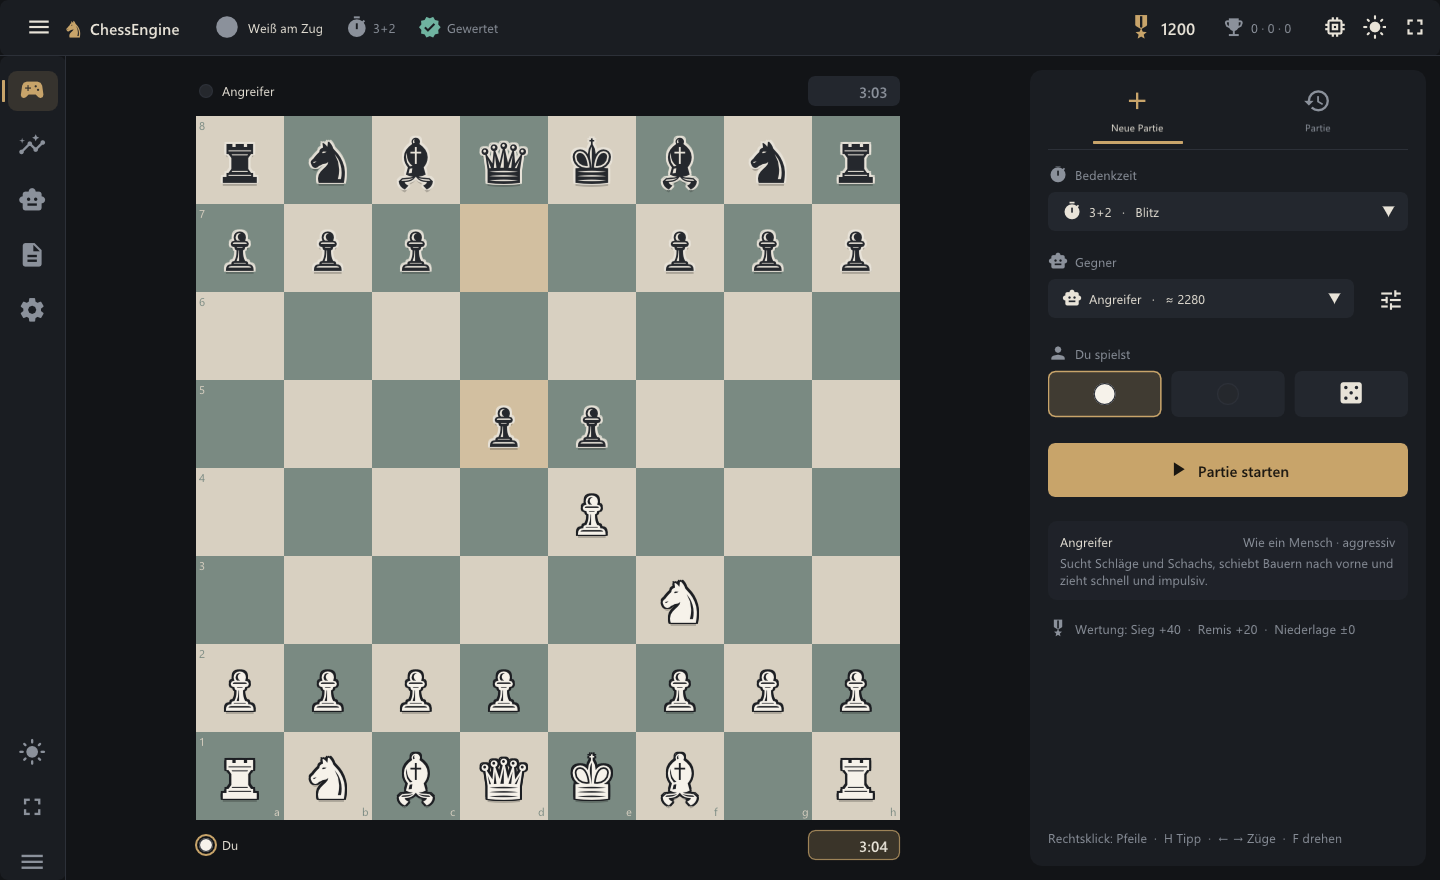 ChessEngine
Weiß am Zug
3+2
Gewertet
1200
0 · 0 · 0
Angreifer
3:03
8
7
6
5
4
3
2
1
a b c d e f g h
Du
3:04
Neue Partie
Partie
Bedenkzeit
3+2 · Blitz
Gegner
Angreifer · ≈ 2280
Du spielst
Partie starten
Angreifer
Wie ein Mensch · aggressiv
Sucht Schläge und Schachs, schiebt Bauern nach vorne und
zieht schnell und impulsiv.
Wertung: Sieg +40 · Remis +20 · Niederlage ±0
Rechtsklick: Pfeile · H Tipp · ← → Züge · F drehen